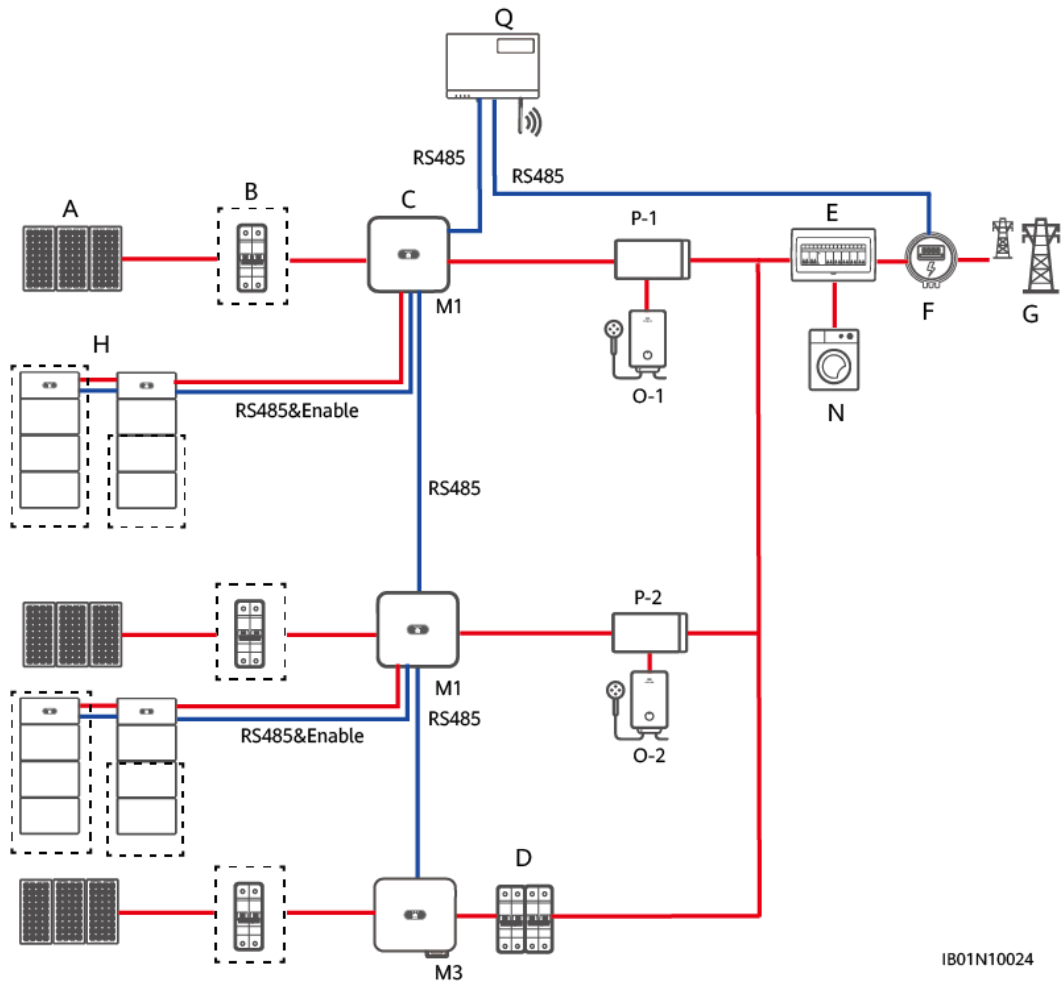 Q
RS485
RS485
A
B
C
P-1
E
M1
F
G
H
O-1
N
RS485&Enable
RS485
P-2
M1
RS485
RS485&Enable
O-2
D
M3
IB01N10024